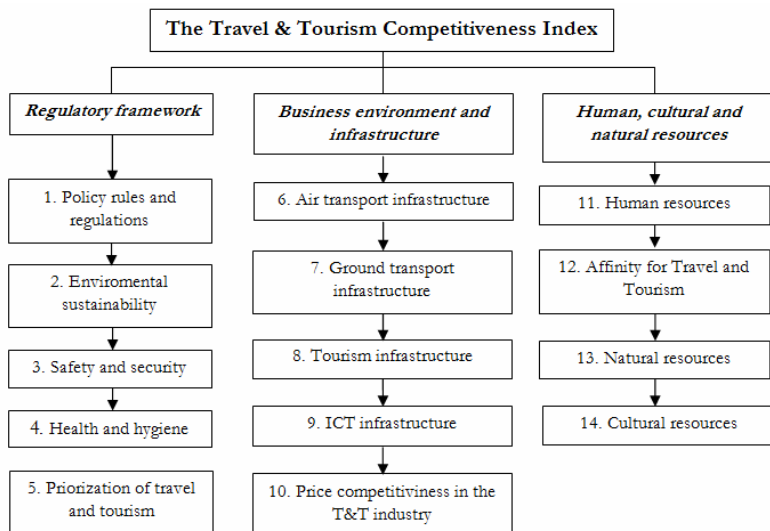 The Travel & Tourism Competitiveness Index
Regulatory framework
1. Policy rules and
regulations
2. Enviromental
sustainability
3. Safety and security
4. Health and hygiene
5. Priorization of travel
and tourism
Business environment and
infrastructure
6. Air transport infrastructure
7. Ground transport
infrastructure
8. Tourism infrastructure
9. ICT infrastructure
10. Price competitiviness in the
T&T industry
Human, cultural and
natural resources
11. Human resources
12. Affinity for Travel and
Tourism
13. Natural resources
14. Cultural resources